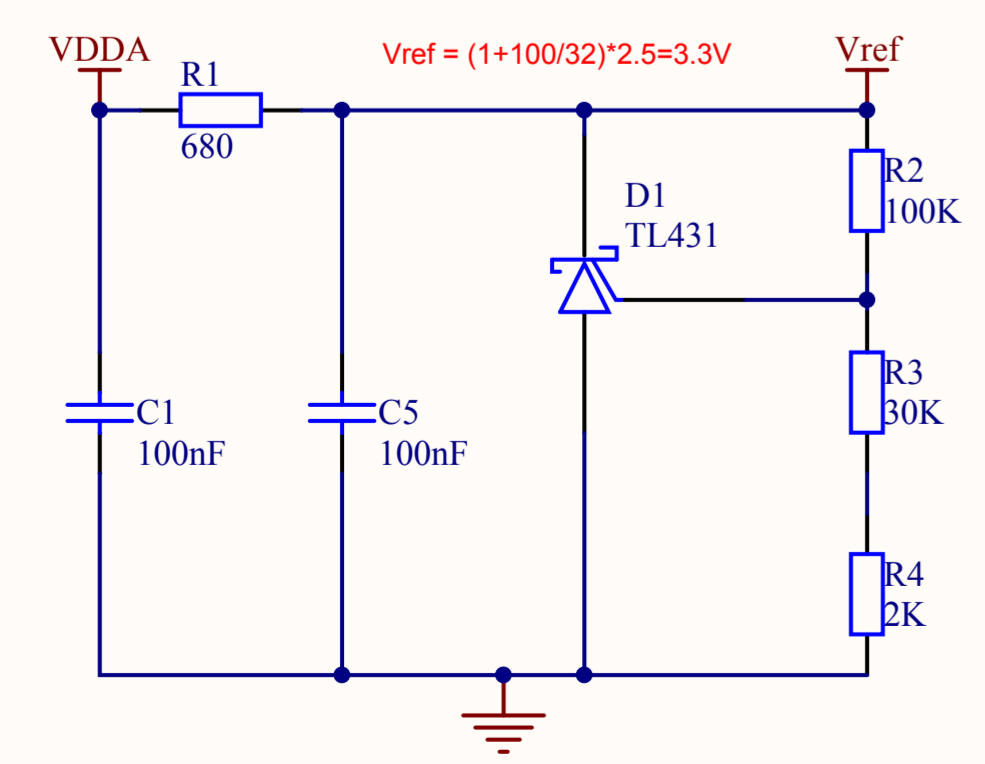 VDDA
Vref = (1+100/32)*2.5=3.3V
Vref
R1
680
R2
100K
D1
TL431
R3
30K
C1
100nF
C5
100nF
R4
2K